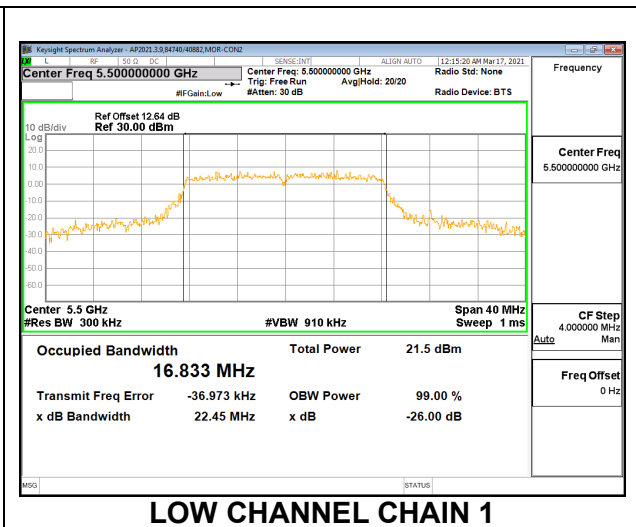 Keysight Spectrum Analyzer - AP2021.3.9,84740/40882,MOR-CON2
L RF 50 Ω DC SENSE:INT ALIGN AUTO 12:15:20 AM Mar 17, 2021
Center Freq 5.500000000 GHz
Center Freq: 5.500000000 GHz
Radio Std: None
Trig: Free Run Avg|Hold: 20/20
#IFGain:Low #Atten: 30 dB Radio Device: BTS
Frequency
Ref Offset 12.64 dB
10 dB/div Ref 30.00 dBm
Log
20.0
10.0
0.00
-10.0
-20.0
-30.0
-40.0
-50.0
-60.0
Center 5.5 GHz Span 40 MHz
#Res BW 300 kHz #VBW 910 kHz Sweep 1 ms
Occupied Bandwidth Total Power 21.5 dBm
16.833 MHz
Transmit Freq Error -36.973 kHz OBW Power 99.00 %
x dB Bandwidth 22.45 MHz x dB -26.00 dB
Center Freq
5.500000000 GHz
CF Step
4.000000 MHz
Auto Man
Freq Offset
0 Hz
MSG STATUS
LOW CHANNEL CHAIN 1